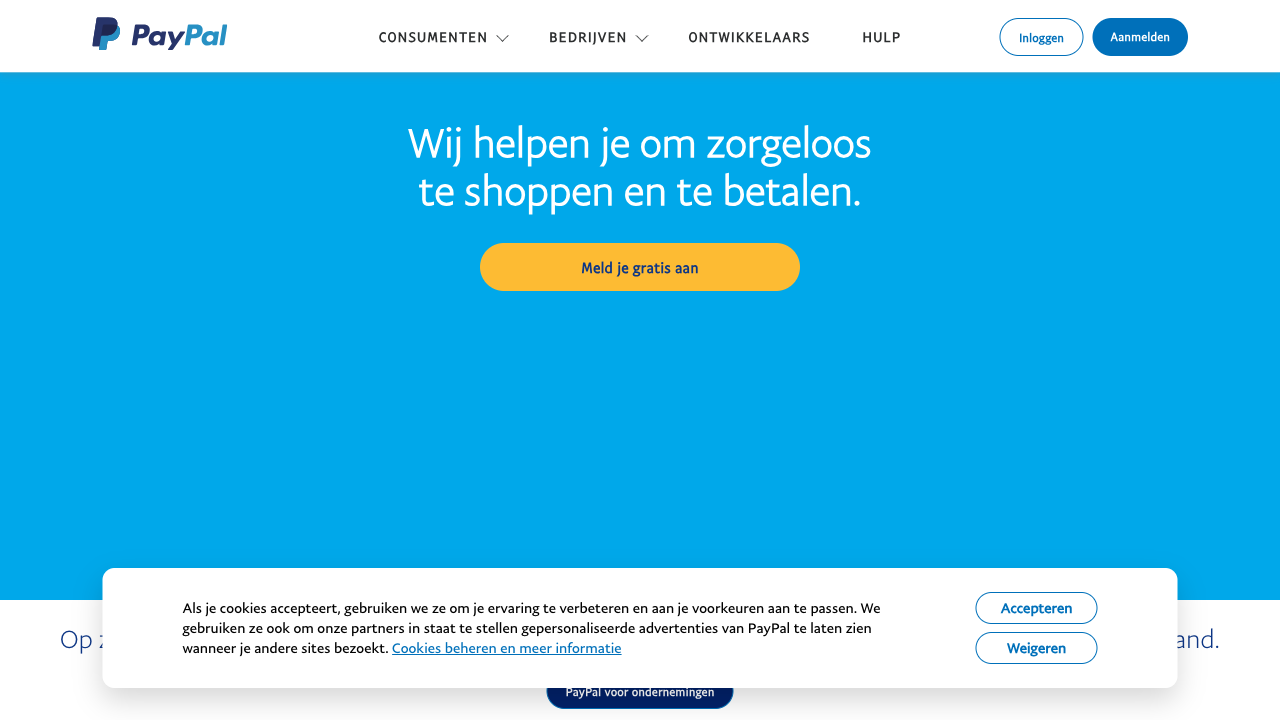 PayPal
CONSUMENTEN
BEDRIJVEN
ONTWIKKELAARS
HULP
Inloggen
Aanmelden
Wij helpen je om zorgeloos
te shoppen en te betalen.
Meld je gratis aan
Als je cookies accepteert, gebruiken we ze om je ervaring te verbeteren en aan je voorkeuren aan te passen. We
gebruiken ze ook om onze partners in staat te stellen gepersonaliseerde advertenties van PayPal te laten zien
wanneer je andere sites bezoekt. Cookies beheren en meer informatie
Accepteren
Weigeren
Op
PayPal voor ondernemingen